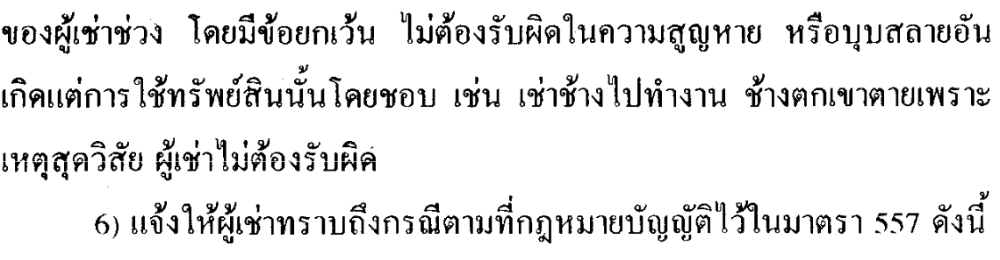 ของผู้เช่าช่วง โดยมีข้อยกเว้น ไม่ต้องรับผิดในความสูญหาย หรือบุบสลายอัน
เกิดแต่การใช้ทรัพย์สินนั้นโดยชอบ เช่น เช่าช้างไปทำงาน ช้างตกเขาตายเพราะ
เหตุสุดวิสัย ผู้เช่าไม่ต้องรับผิด
6) แจ้งให้ผู้เช่าทราบถึงกรณีตามที่กฎหมายบัญญัติไว้ในมาตรา 557 ดังนี้